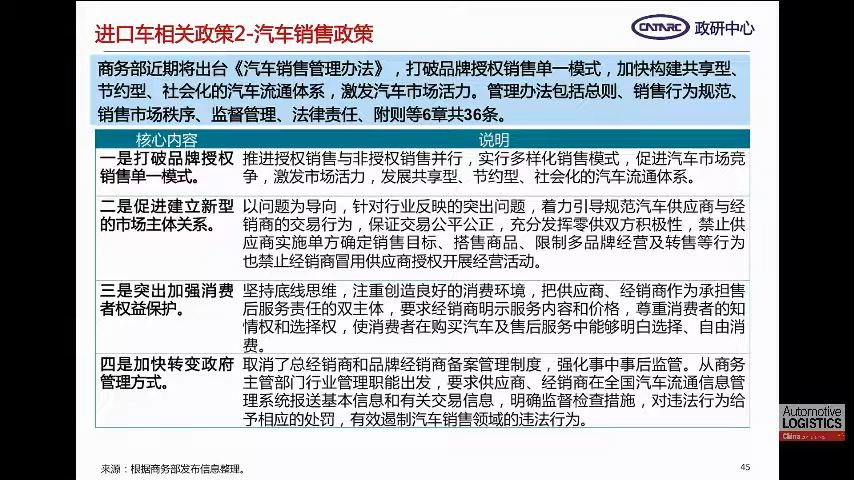 进口车相关政策2-汽车销售政策
CATARC 政研中心
商务部近期将出台《汽车销售管理办法》，打破品牌授权销售单一模式，加快构建共享型、
节约型、社会化的汽车流通体系，激发汽车市场活力。管理办法包括总则、销售行为规范、
销售市场秩序、监督管理、法律责任、附则等6章共36条。
核心内容 说明
一是打破品牌授权
销售单一模式。
推进授权销售与非授权销售并行，实行多样化销售模式，促进汽车市场竞
争，激发市场活力，发展共享型、节约型、社会化的汽车流通体系。
二是促进建立新型
的市场主体关系。
以问题为导向，针对行业反映的突出问题，着力引导规范汽车供应商与经
销商的交易行为，保证交易公平公正，充分发挥零供双方积极性，禁止供
应商实施单方确定销售目标、搭售商品、限制多品牌经营及转售等行为
也禁止经销商冒用供应商授权开展经营活动。
三是突出加强消费
者权益保护。
坚持底线思维，注重创造良好的消费环境，把供应商、经销商作为承担售
后服务责任的双主体，要求经销商明示服务内容和价格，尊重消费者的知
情权和选择权，使消费者在购买汽车及售后服务中能够明白选择、自由消
费。
四是加快转变政府
管理方式。
取消了总经销商和品牌经销商备案管理制度，强化事中事后监管。从商务
主管部门行业管理职能出发，要求供应商、经销商在全国汽车流通信息管
理系统报送基本信息和有关交易信息，明确监督检查措施，对违法行为给
予相应的处罚，有效遏制汽车销售领域的违法行为。
来源：根据商务部发布信息整理。
45
Automotive
LOGISTICS
China